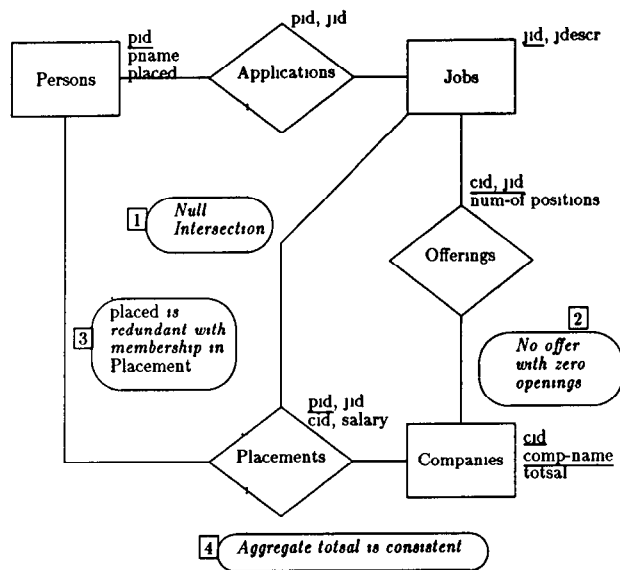 pid, jid
pid
pname
placed
Persons
Applications
Jobs
jid, jdescr
1
Null
Intersection
cid, jid
num-of positions
Offerings
3
placed is
redundant with
membership in
Placement
2
No offer
with zero
openings
pid, jid
cid, salary
Placements
Companies
cid
comp-name
totsal
4
Aggregate totsal is consistent